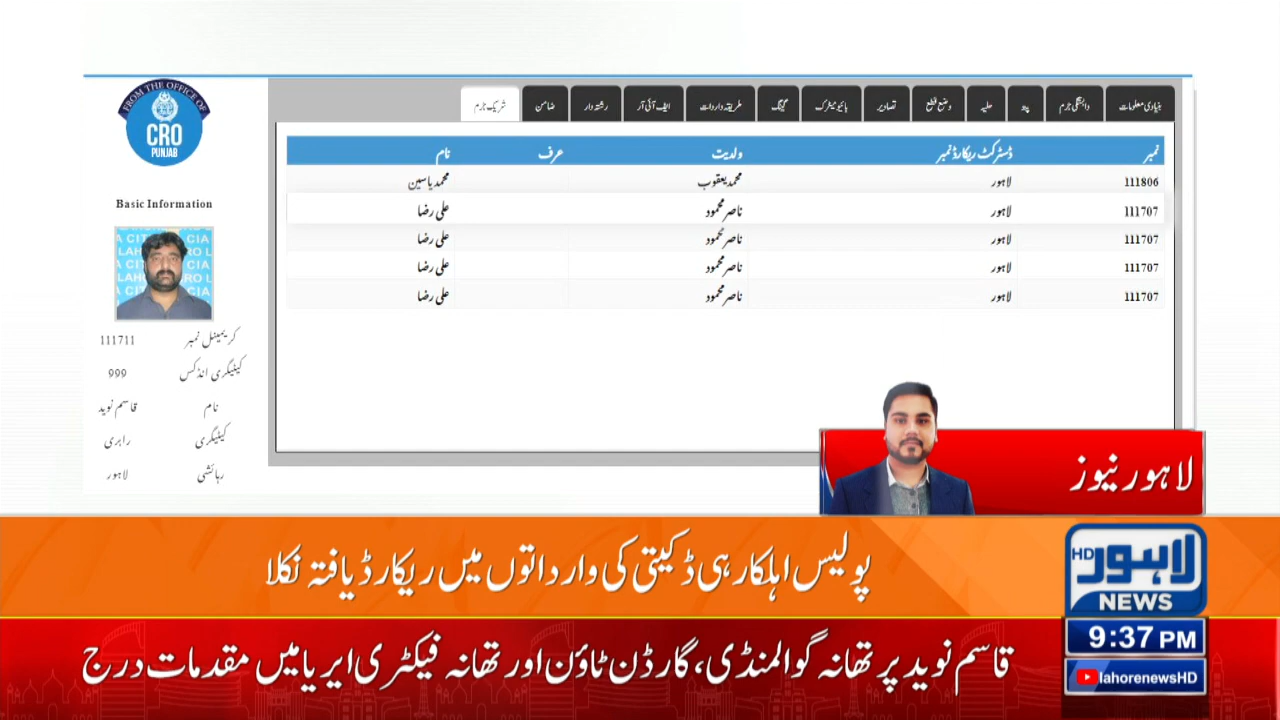 FROM THE OFFICE OF
CRO
PUNJAB
Basic Information
کریمینل نمبر 111711
کیٹیگری انڈکس 999
نام قاسم نوید
کیٹیگری رابری
رہائشی لاہور
بنیادی معلومات وابستگی جرم پیشہ حلیہ وضع قطع تصاویر بائیومیٹرک گینگ طریقہ واردات ایف آئی آر رشتہ دار ضامن شریک جرم
نمبر ڈسٹرکٹ ریکارڈ نمبر ولدیت عرف نام
111806 لاہور محمد یعقوب محمد یاسین
111707 لاہور ناصر محمود علی رضا
111707 لاہور ناصر محمود علی رضا
111707 لاہور ناصر محمود علی رضا
111707 لاہور ناصر محمود علی رضا
لاہور نیوز
پولیس اہلکار ہی ڈکیتی کی وارداتوں میں ریکارڈ یافتہ نکلا
لاہور HD
NEWS
9:37 PM
قاسم نوید پر تھانہ گوالمنڈی، گارڈن ٹاؤن اور تھانہ فیکٹری ایریا میں مقدمات درج
lahorenewsHD